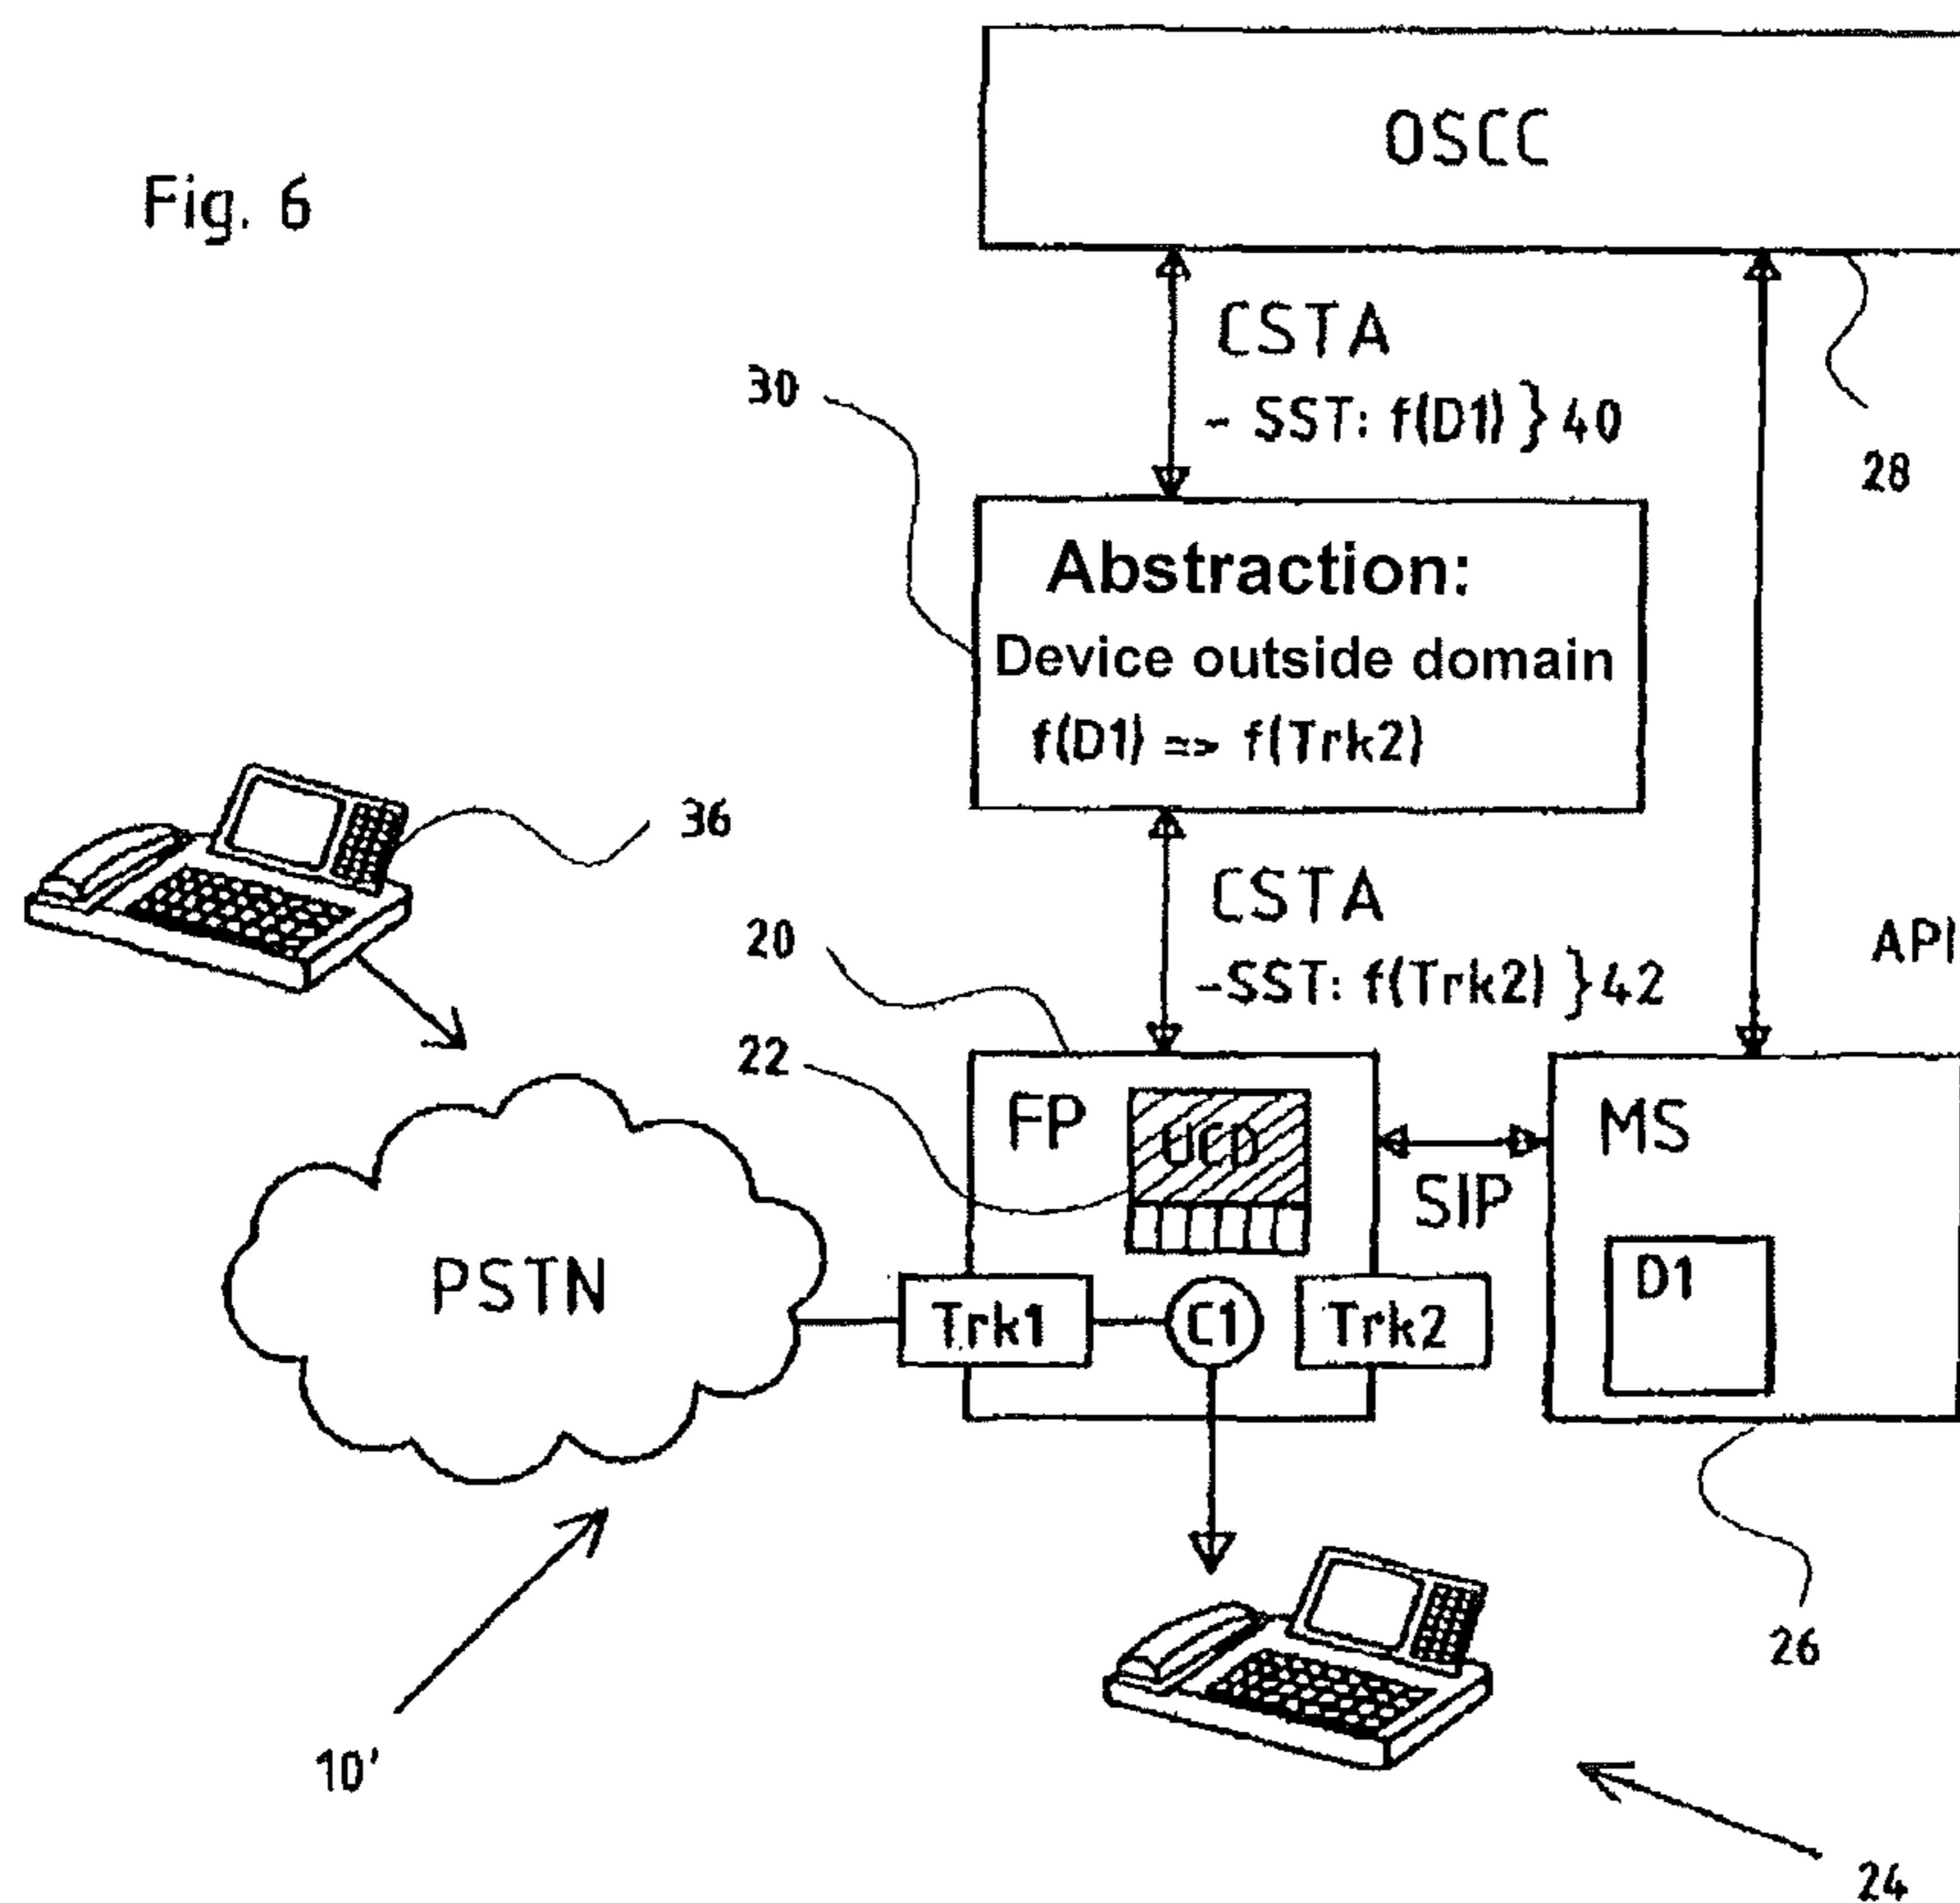 OSCC
Fig. 6
CSTA
- SST: f(D1) } 40
30
28
Abstraction:
Device outside domain
f(D1) => f(Trk2)
36
CSTA
-SST: f(Trk2) } 42
20
API
22
FP
UCD
MS
SIP
D1
PSTN
Trk1
C1
Trk2
26
10'
24